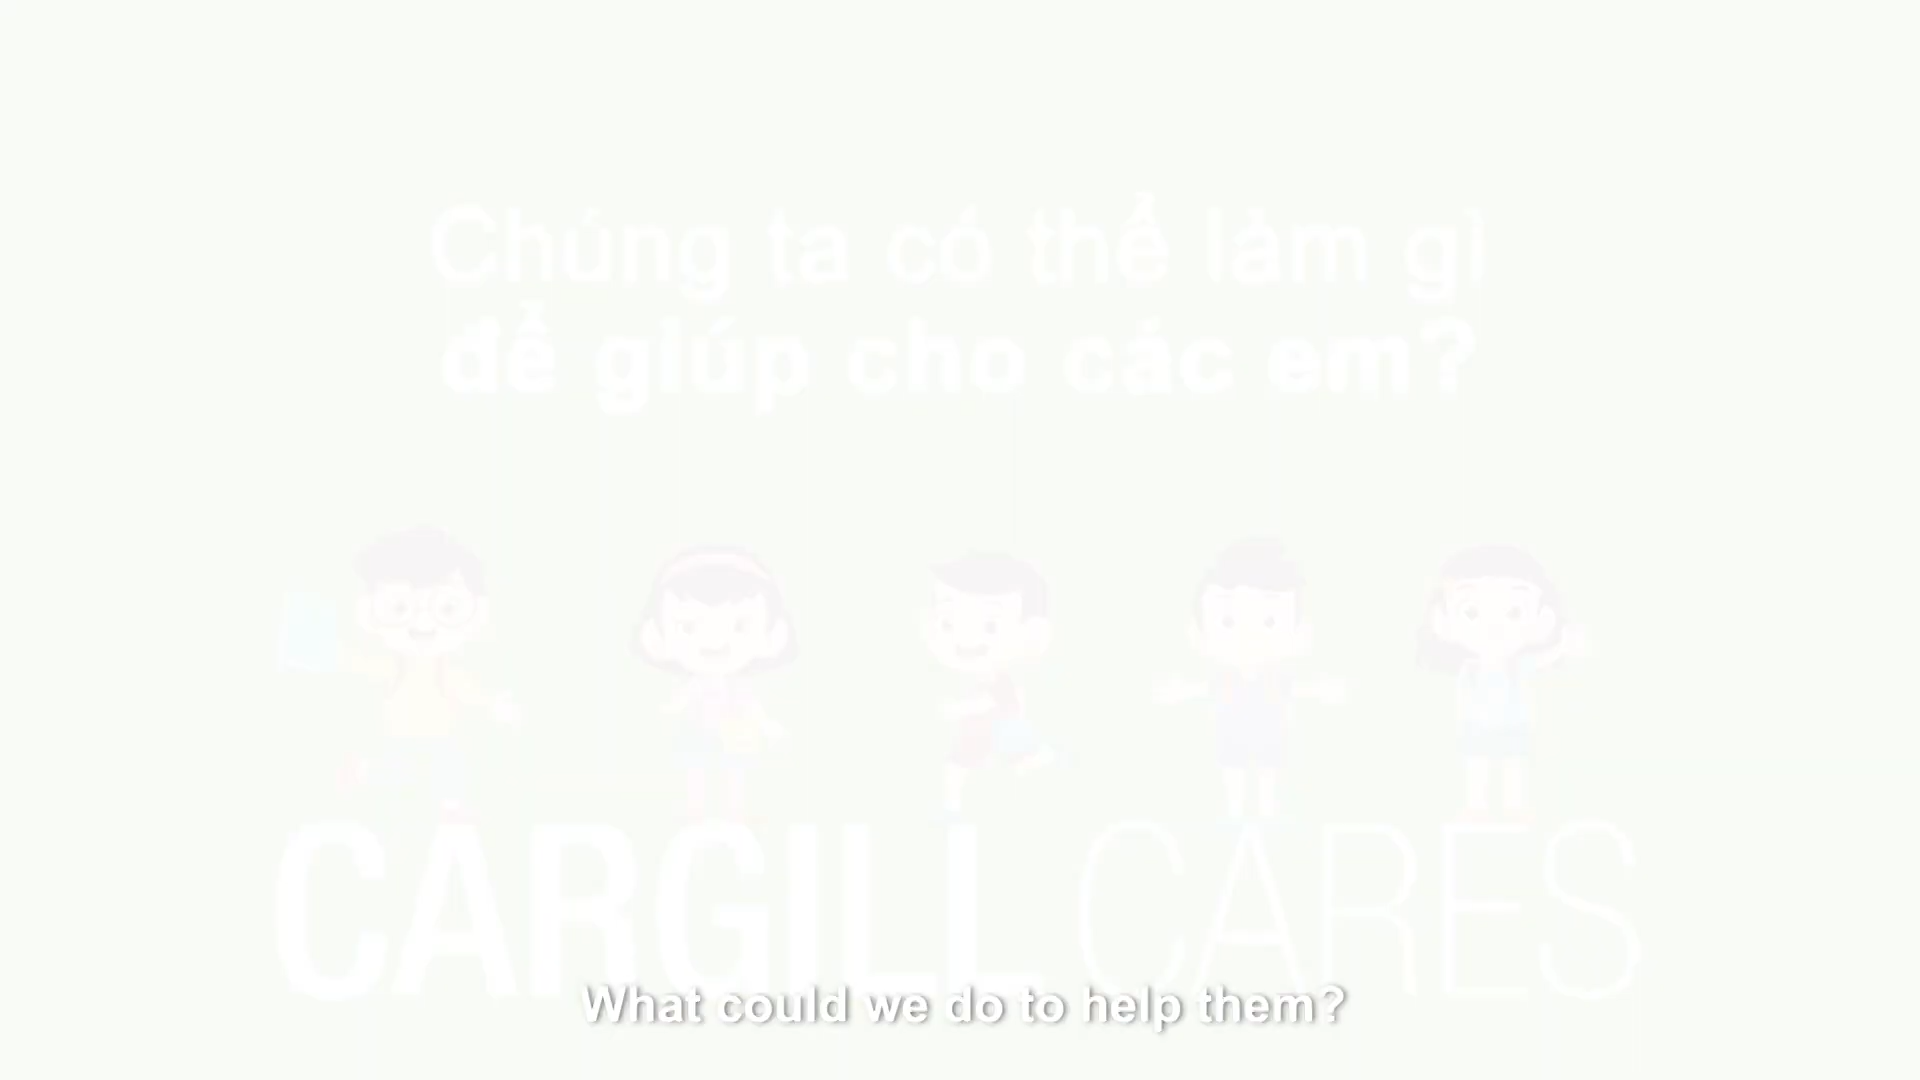 Chúng ta có thể làm gì
để giúp cho các em?
CARGILL CARES
What could we do to help them?